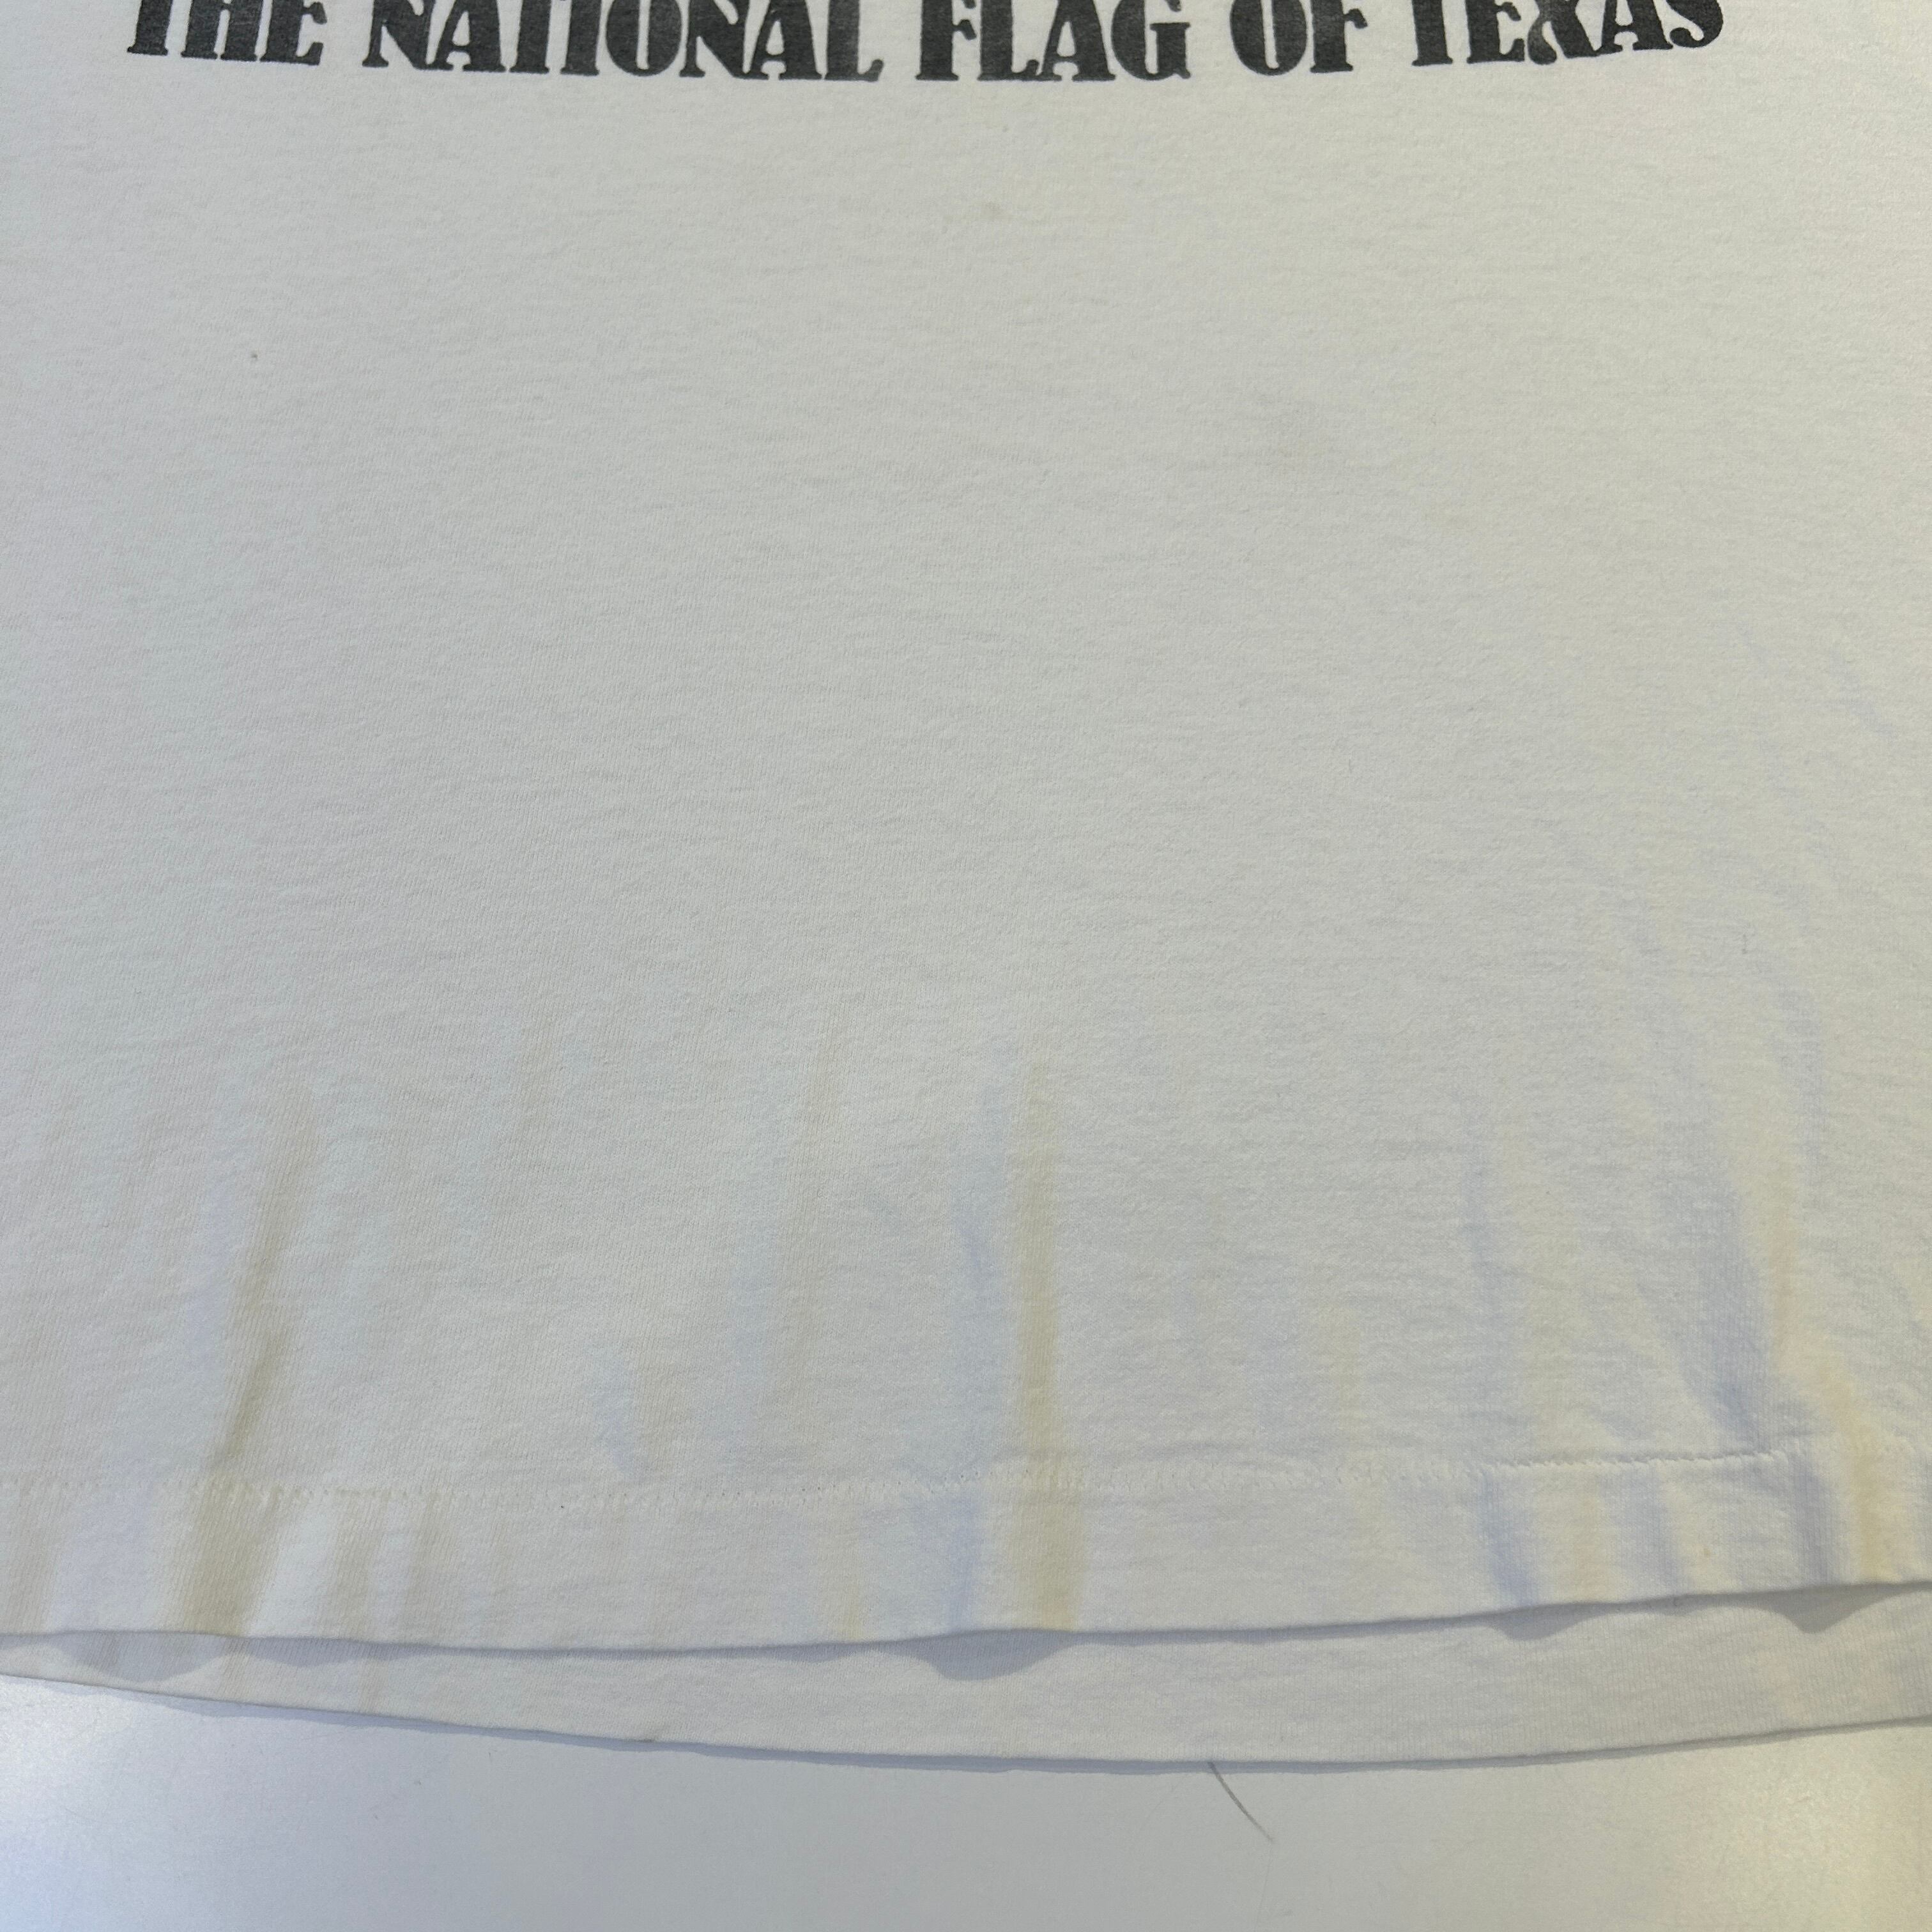 THE NATIONAL FLAG OF TEXAS